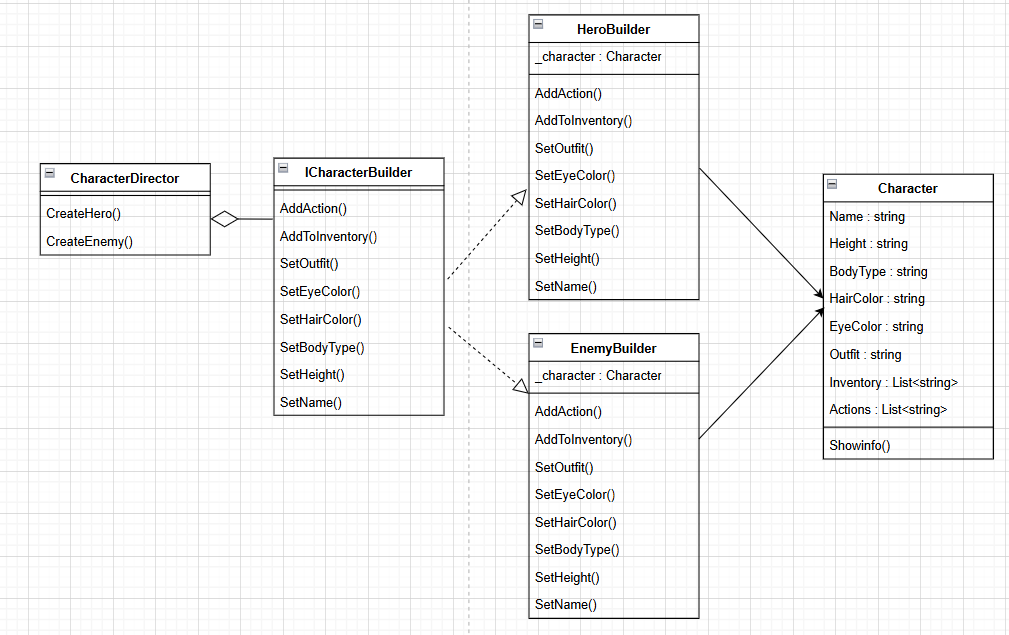 CharacterDirector
CreateHero()
CreateEnemy()
ICharacterBuilder
AddAction()
AddToInventory()
SetOutfit()
SetEyeColor()
SetHairColor()
SetBodyType()
SetHeight()
SetName()
HeroBuilder
_character : Character
AddAction()
AddToInventory()
SetOutfit()
SetEyeColor()
SetHairColor()
SetBodyType()
SetHeight()
SetName()
EnemyBuilder
_character : Character
AddAction()
AddToInventory()
SetOutfit()
SetEyeColor()
SetHairColor()
SetBodyType()
SetHeight()
SetName()
Character
Name : string
Height : string
BodyType : string
HairColor : string
EyeColor : string
Outfit : string
Inventory : List<string>
Actions : List<string>
Showinfo()